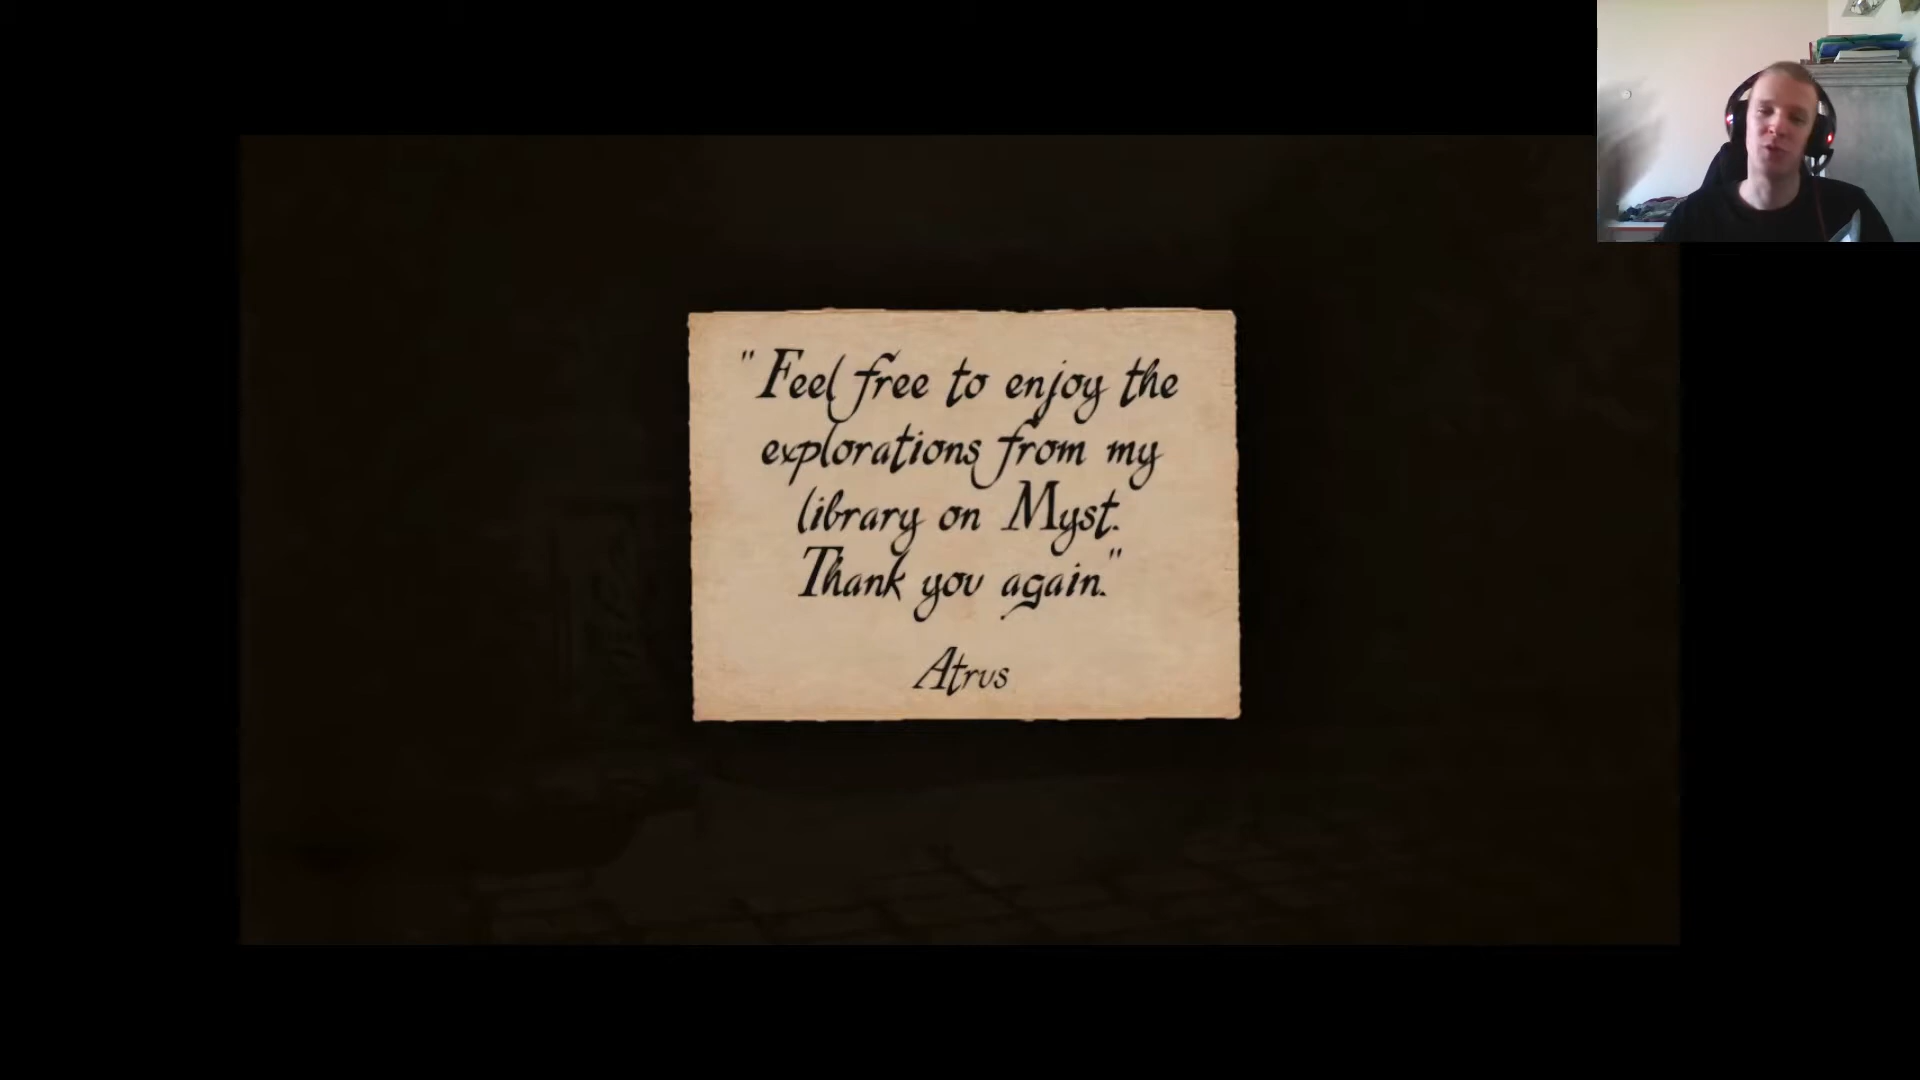 "Feel free to enjoy the
explorations from my
library on Myst.
Thank you again."
Atrus